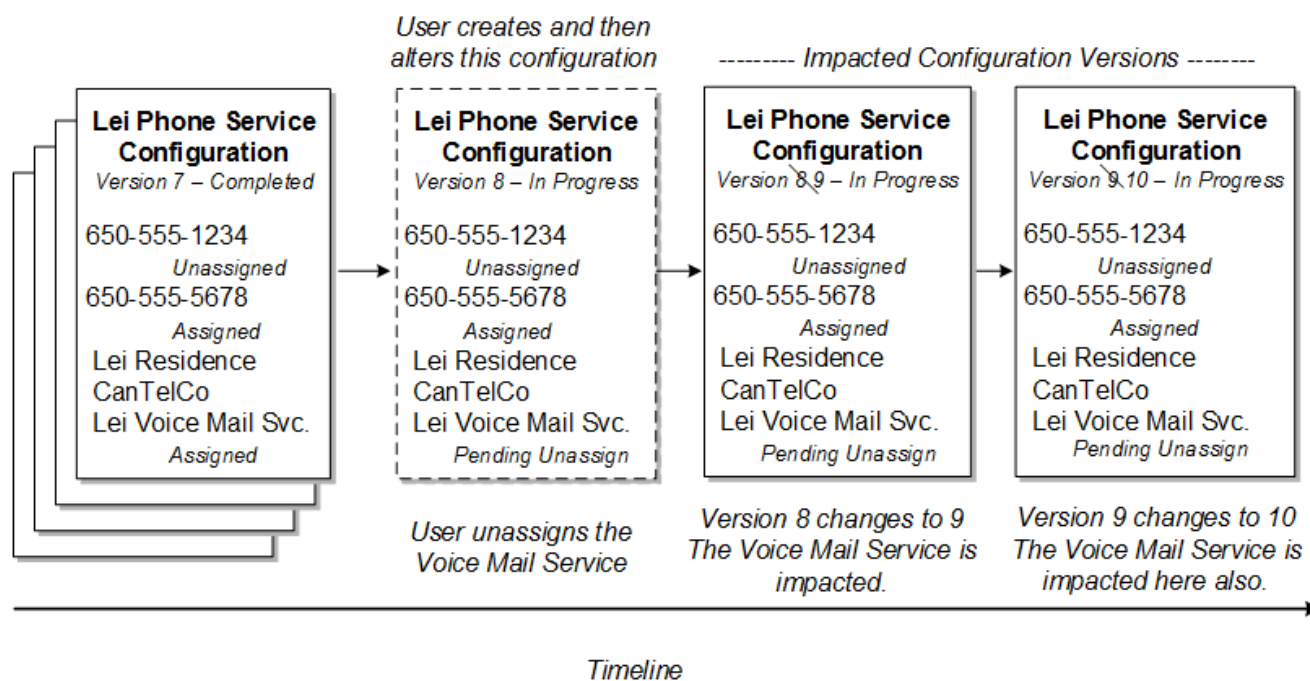 User creates and then
alters this configuration
--------- Impacted Configuration Versions --------
Lei Phone Service
Configuration
Version 7 – Completed
650-555-1234
Unassigned
650-555-5678
Assigned
Lei Residence
CanTelCo
Lei Voice Mail Svc.
Assigned
Lei Phone Service
Configuration
Version 8 – In Progress
650-555-1234
Unassigned
650-555-5678
Assigned
Lei Residence
CanTelCo
Lei Voice Mail Svc.
Pending Unassign
User unassigns the
Voice Mail Service
Lei Phone Service
Configuration
Version 8 9 – In Progress
650-555-1234
Unassigned
650-555-5678
Assigned
Lei Residence
CanTelCo
Lei Voice Mail Svc.
Pending Unassign
Version 8 changes to 9
The Voice Mail Service is
impacted.
Lei Phone Service
Configuration
Version 9 10 – In Progress
650-555-1234
Unassigned
650-555-5678
Assigned
Lei Residence
CanTelCo
Lei Voice Mail Svc.
Pending Unassign
Version 9 changes to 10
The Voice Mail Service is
impacted here also.
Timeline